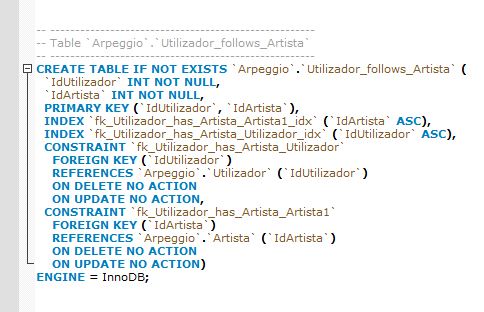 -- -----------------------------------------------------
-- Table `Arpeggio`.`Utilizador_follows_Artista`
-- -----------------------------------------------------
CREATE TABLE IF NOT EXISTS `Arpeggio`.`Utilizador_follows_Artista` (
`IdUtilizador` INT NOT NULL,
`IdArtista` INT NOT NULL,
PRIMARY KEY (`IdUtilizador`, `IdArtista`),
INDEX `fk_Utilizador_has_Artista_Artista1_idx` (`IdArtista` ASC),
INDEX `fk_Utilizador_has_Artista_Utilizador_idx` (`IdUtilizador` ASC),
CONSTRAINT `fk_Utilizador_has_Artista_Utilizador`
FOREIGN KEY (`IdUtilizador`)
REFERENCES `Arpeggio`.`Utilizador` (`IdUtilizador`)
ON DELETE NO ACTION
ON UPDATE NO ACTION,
CONSTRAINT `fk_Utilizador_has_Artista_Artista1`
FOREIGN KEY (`IdArtista`)
REFERENCES `Arpeggio`.`Artista` (`IdArtista`)
ON DELETE NO ACTION
ON UPDATE NO ACTION)
ENGINE = InnoDB;